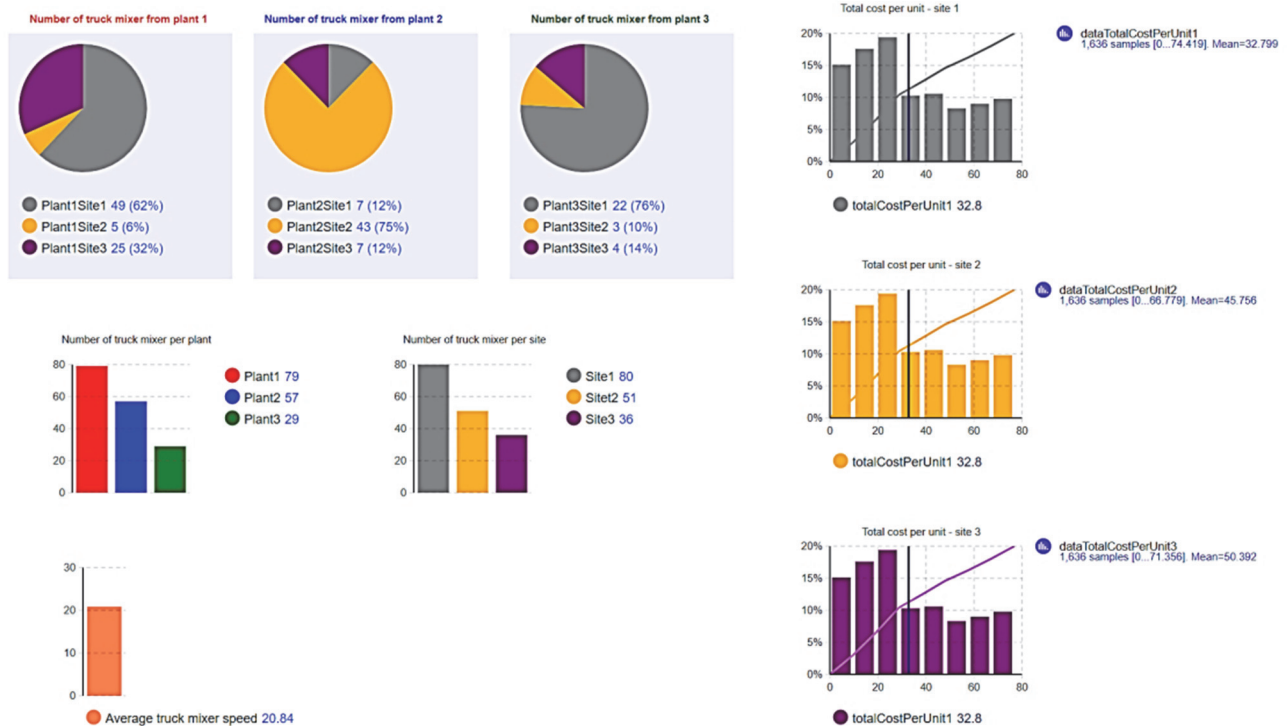 Number of truck mixer from plant 1
Plant1Site1 49 (62%)
Plant1Site2 5 (6%)
Plant1Site3 25 (32%)
Number of truck mixer from plant 2
Plant2Site1 7 (12%)
Plant2Site2 43 (75%)
Plant2Site3 7 (12%)
Number of truck mixer from plant 3
Plant3Site1 22 (76%)
Plant3Site2 3 (10%)
Plant3Site3 4 (14%)
Number of truck mixer per plant
80
60
40
20
0
Plant1 79
Plant2 57
Plant3 29
Number of truck mixer per site
80
60
40
20
0
Site1 80
Sitet2 51
Site3 36
30
20
10
0
Average truck mixer speed 20.84
Total cost per unit - site 1
20%
15%
10%
5%
0%
0 20 40 60 80
totalCostPerUnit1 32.8
dataTotalCostPerUnit1
1,636 samples [0...74.419]. Mean=32.799
Total cost per unit - site 2
20%
15%
10%
5%
0%
0 20 40 60 80
totalCostPerUnit1 32.8
dataTotalCostPerUnit2
1,636 samples [0...66.779]. Mean=45.756
Total cost per unit - site 3
20%
15%
10%
5%
0%
0 20 40 60 80
totalCostPerUnit1 32.8
dataTotalCostPerUnit3
1,636 samples [0...71.356]. Mean=50.392